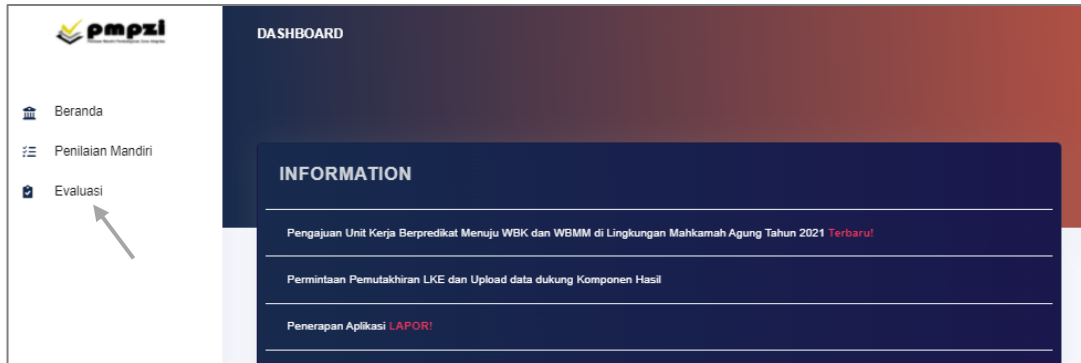 pmpzi
DASHBOARD
Beranda
Penilaian Mandiri
Evaluasi
INFORMATION
Pengajuan Unit Kerja Berpredikat Menuju WBK dan WBMM di Lingkungan Mahkamah Agung Tahun 2021 Terbaru!
Permintaan Pemutakhiran LKE dan Upload data dukung Komponen Hasil
Penerapan Aplikasi LAPOR!